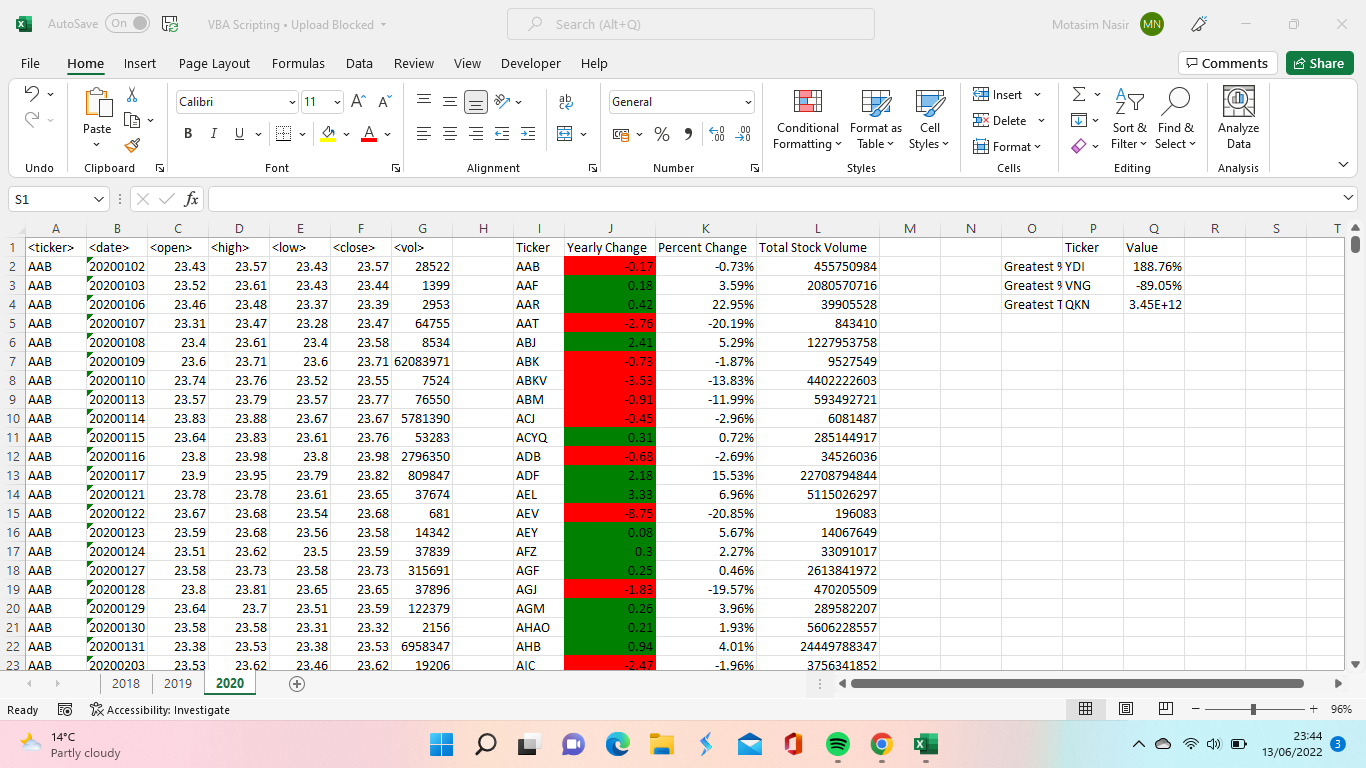 AutoSave On VBA Scripting • Upload Blocked Search (Alt+Q) Motasim Nasir MN
File Home Insert Page Layout Formulas Data Review View Developer Help Comments Share
Calibri 11 General Insert
Paste Delete
Conditional Formatting Format as Table Cell Styles Format Sort & Filter Find & Select Analyze Data
Undo Clipboard Font Alignment Number Styles Cells Editing Analysis
S1 fx
A B C D E F G H I J K L M N O P Q R S T
1 <ticker> <date> <open> <high> <low> <close> <vol> Ticker Yearly Change Percent Change Total Stock Volume Ticker Value
2 AAB 20200102 23.43 23.57 23.43 23.57 28522 AAB -0.17 -0.73% 455750984 Greatest % YDI 188.76%
3 AAB 20200103 23.52 23.61 23.43 23.44 1399 AAF 0.18 3.59% 2080570716 Greatest % VNG -89.05%
4 AAB 20200106 23.46 23.48 23.37 23.39 2953 AAR 0.42 22.95% 39905528 Greatest T QKN 3.45E+12
5 AAB 20200107 23.31 23.47 23.28 23.47 64755 AAT -2.76 -20.19% 843410
6 AAB 20200108 23.4 23.61 23.4 23.58 8534 ABJ 2.41 5.29% 1227953758
7 AAB 20200109 23.6 23.71 23.6 23.71 62083971 ABK -0.73 -1.87% 9527549
8 AAB 20200110 23.74 23.76 23.52 23.55 7524 ABKV -3.53 -13.83% 4402222603
9 AAB 20200113 23.57 23.79 23.57 23.77 76550 ABM -0.91 -11.99% 593492721
10 AAB 20200114 23.83 23.88 23.67 23.67 5781390 ACJ -0.45 -2.96% 6081487
11 AAB 20200115 23.64 23.83 23.61 23.76 53283 ACYQ 0.31 0.72% 285144917
12 AAB 20200116 23.8 23.98 23.8 23.98 2796350 ADB -0.68 -2.69% 34526036
13 AAB 20200117 23.9 23.95 23.79 23.82 809847 ADF 2.18 15.53% 22708794844
14 AAB 20200121 23.78 23.78 23.61 23.65 37674 AEL 3.33 6.96% 5115026297
15 AAB 20200122 23.67 23.68 23.54 23.68 681 AEV -8.75 -20.85% 196083
16 AAB 20200123 23.59 23.68 23.56 23.58 14342 AEY 0.08 5.67% 14067649
17 AAB 20200124 23.51 23.62 23.5 23.59 37839 AFZ 0.3 2.27% 33091017
18 AAB 20200127 23.58 23.73 23.58 23.73 315691 AGF 0.25 0.46% 2613841972
19 AAB 20200128 23.8 23.81 23.65 23.65 37896 AGJ -1.83 -19.57% 470205509
20 AAB 20200129 23.64 23.7 23.51 23.59 122379 AGM 0.26 3.96% 289582207
21 AAB 20200130 23.58 23.58 23.31 23.32 2156 AHAO 0.21 1.93% 5606228557
22 AAB 20200131 23.38 23.53 23.38 23.53 6958347 AHB 0.94 4.01% 24449788347
23 AAB 20200203 23.53 23.62 23.46 23.62 19206 AIC -2.47 -1.96% 3756341852
2018 2019 2020
Ready Accessibility: Investigate 96%
14°C 23:44
Partly cloudy 13/06/2022 3